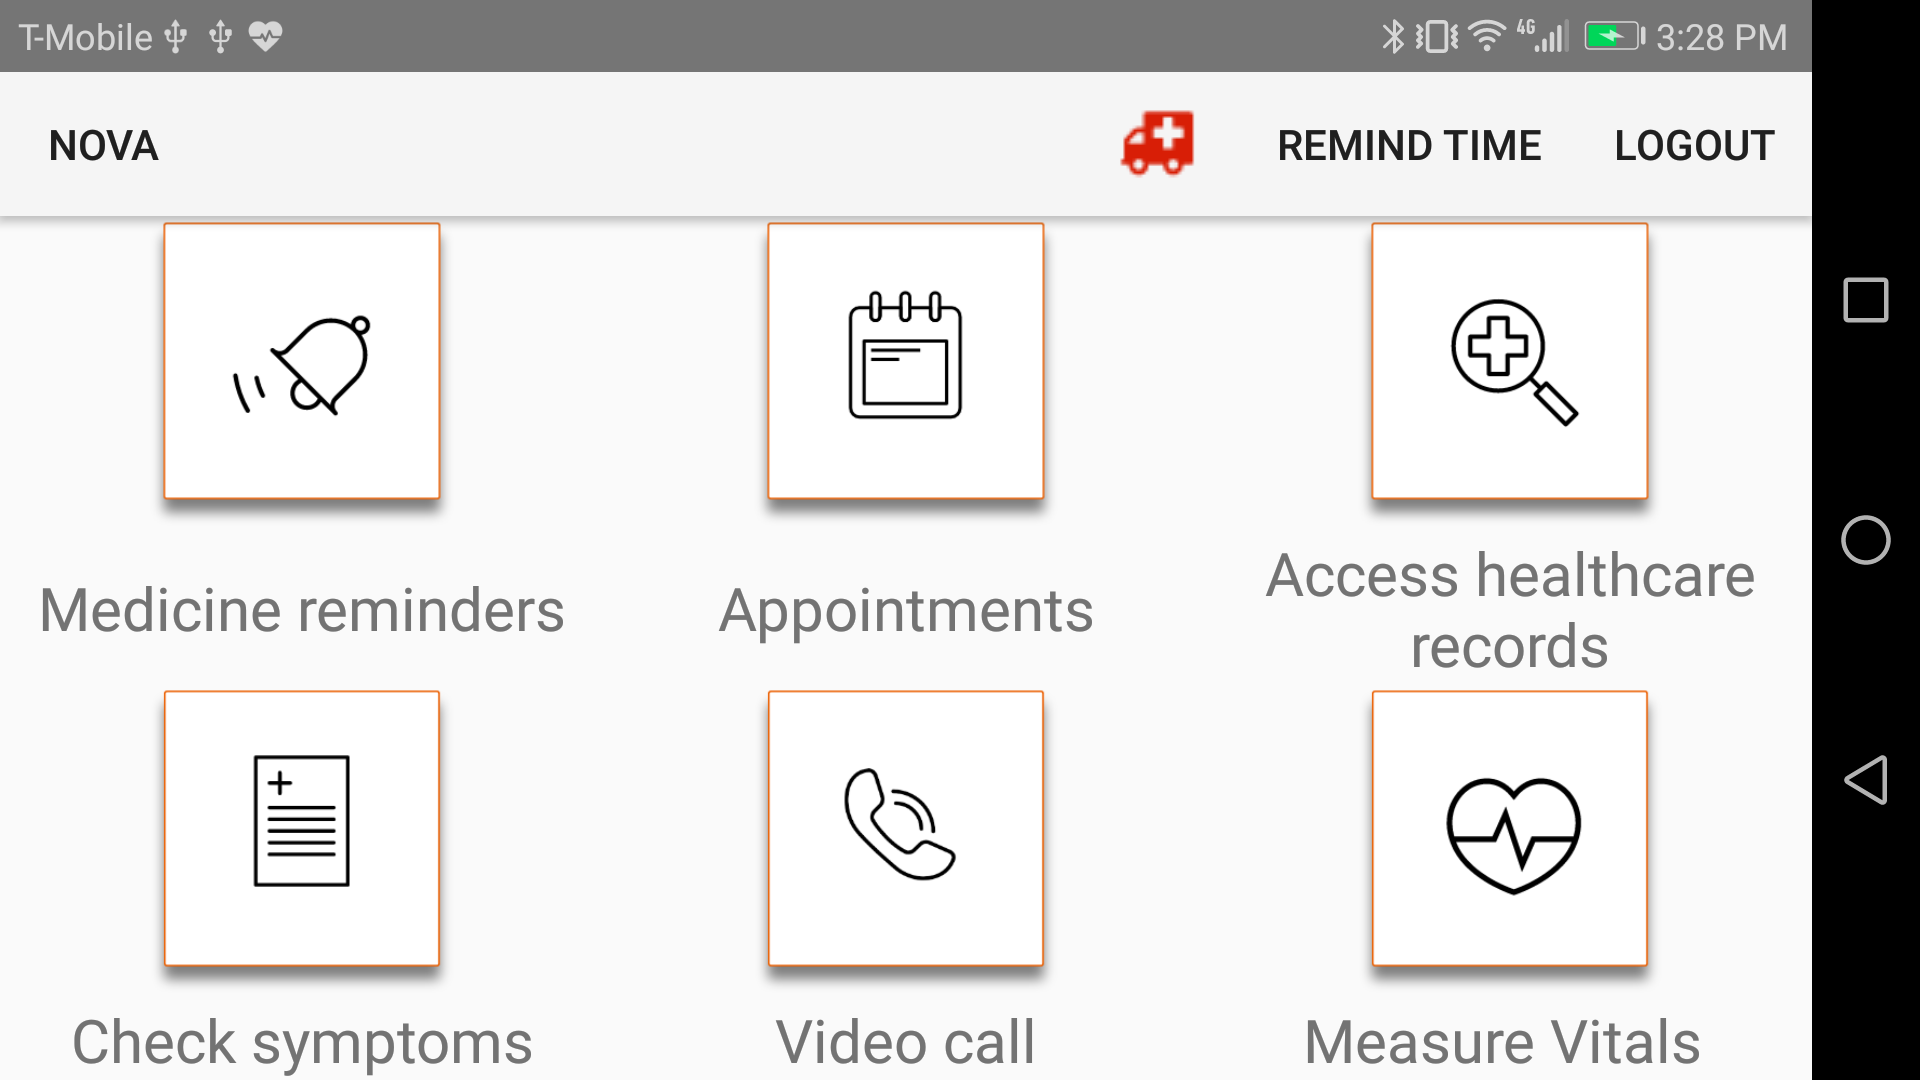 T-Mobile 4G 3:28 PM
NOVA REMIND TIME LOGOUT
Medicine reminders
Appointments
Access healthcare
records
Check symptoms
Video call
Measure Vitals